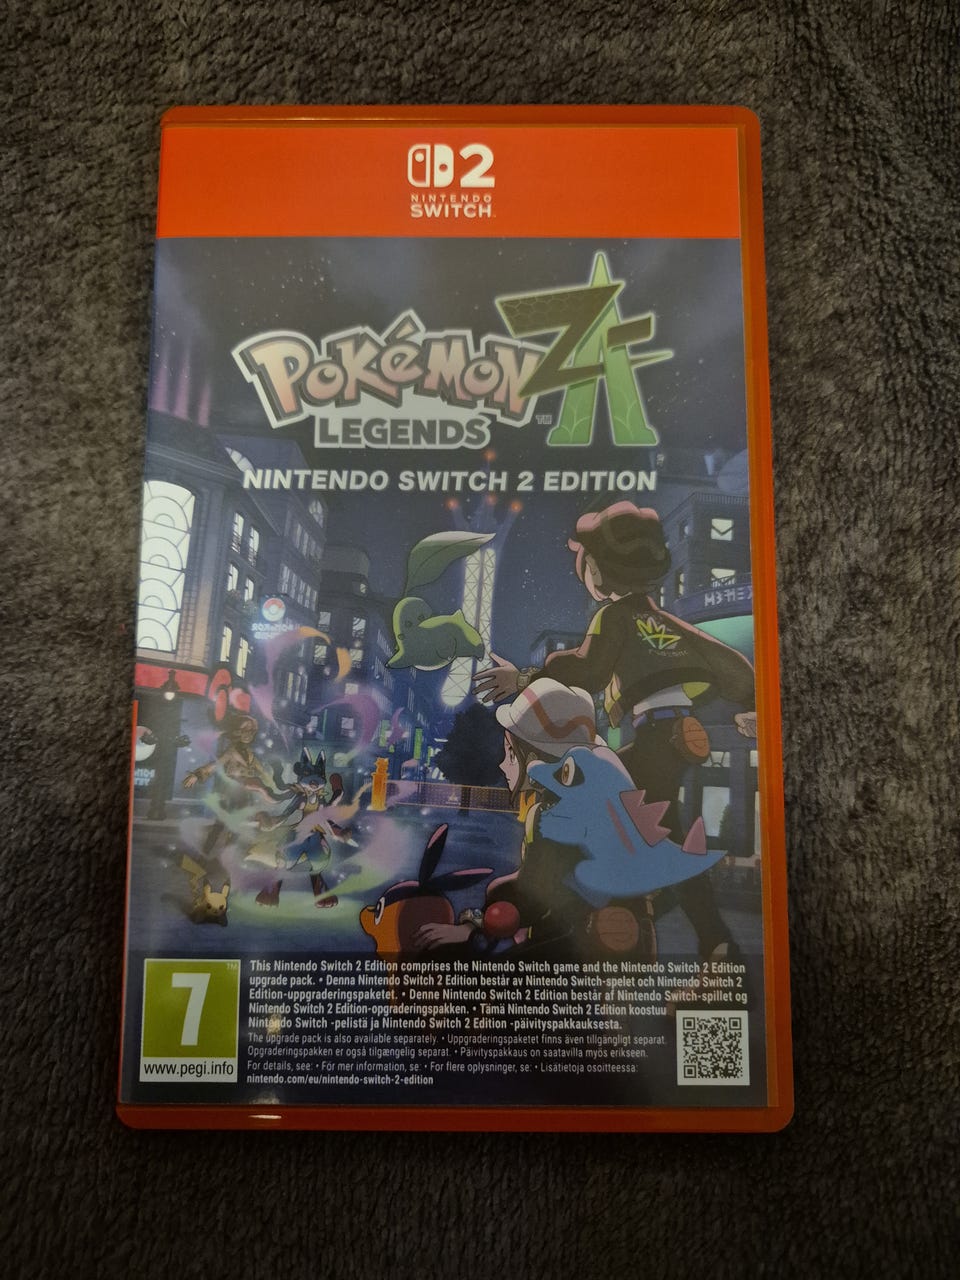 2
NINTENDO
SWITCH
POKéMON
LEGENDS
ZA
TM
NINTENDO SWITCH 2 EDITION
7
TM
www.pegi.info
This Nintendo Switch 2 Edition comprises the Nintendo Switch game and the Nintendo Switch 2 Edition
upgrade pack. • Denna Nintendo Switch 2 Edition består av Nintendo Switch-spelet och Nintendo Switch 2
Edition-uppgraderingspaketet. • Denne Nintendo Switch 2 Edition består af Nintendo Switch-spillet og
Nintendo Switch 2 Edition-opgraderingspakken. • Tämä Nintendo Switch 2 Edition koostuu
Nintendo Switch -pelistä ja Nintendo Switch 2 Edition -päivityspakkauksesta.
The upgrade pack is also available separately. • Uppgraderingspaketet finns även tillgängligt separat.
Opgraderingspakken er også tilgængelig separat. • Päivityspakkaus on saatavilla myös erikseen.
For details, see: • För mer information, se: • For flere oplysninger, se: • Lisätietoja osoitteessa:
nintendo.com/eu/nintendo-switch-2-edition